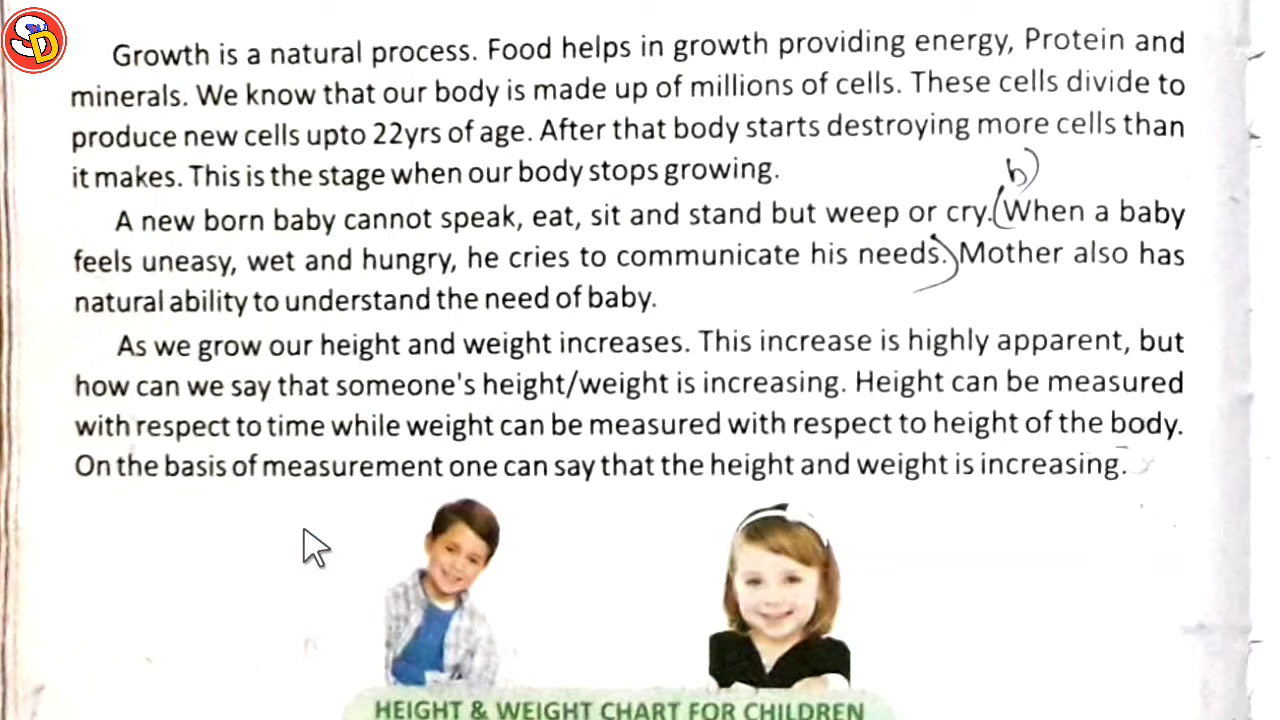 SD
Growth is a natural process. Food helps in growth providing energy, Protein and
minerals. We know that our body is made up of millions of cells. These cells divide to
produce new cells upto 22yrs of age. After that body starts destroying more cells than
it makes. This is the stage when our body stops growing.
b)
A new born baby cannot speak, eat, sit and stand but weep or cry. (When a baby
feels uneasy, wet and hungry, he cries to communicate his needs.) Mother also has
natural ability to understand the need of baby.
As we grow our height and weight increases. This increase is highly apparent, but
how can we say that someone's height/weight is increasing. Height can be measured
with respect to time while weight can be measured with respect to height of the body.
On the basis of measurement one can say that the height and weight is increasing.
HEIGHT & WEIGHT CHART FOR CHILDREN